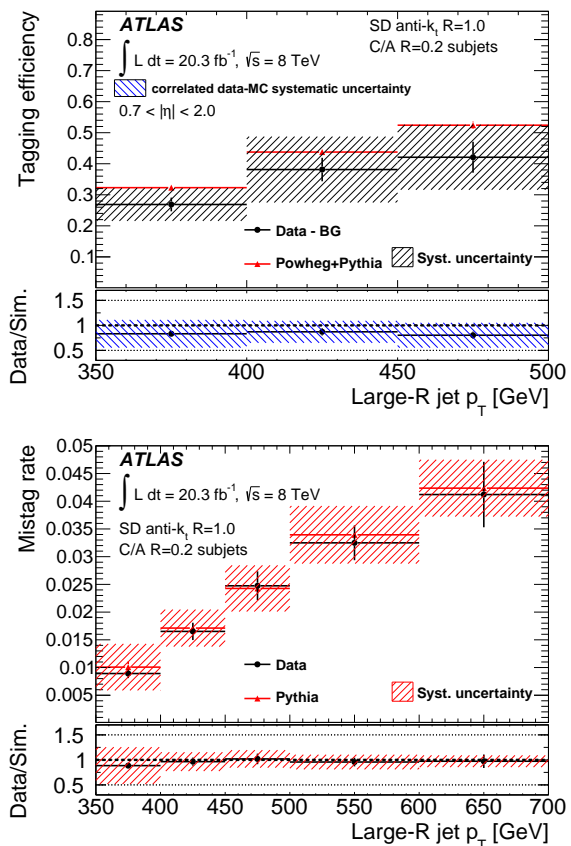 ATLAS
SD anti-k_t R=1.0
C/A R=0.2 subjets
∫ L dt = 20.3 fb⁻¹, √s = 8 TeV
correlated data-MC systematic uncertainty
0.7 < |η| < 2.0
Tagging efficiency
0.8
0.7
0.6
0.5
0.4
0.3
0.2
0.1
Data - BG
Powheg+Pythia
Syst. uncertainty
Data/Sim.
1.5
1
0.5
350 400 450 500
Large-R jet p_T [GeV]
ATLAS
∫ L dt = 20.3 fb⁻¹, √s = 8 TeV
SD anti-k_t R=1.0
C/A R=0.2 subjets
Mistag rate
0.05
0.045
0.04
0.035
0.03
0.025
0.02
0.015
0.01
0.005
Data
Pythia
Syst. uncertainty
Data/Sim.
1.5
1
0.5
350 400 450 500 550 600 650 700
Large-R jet p_T [GeV]